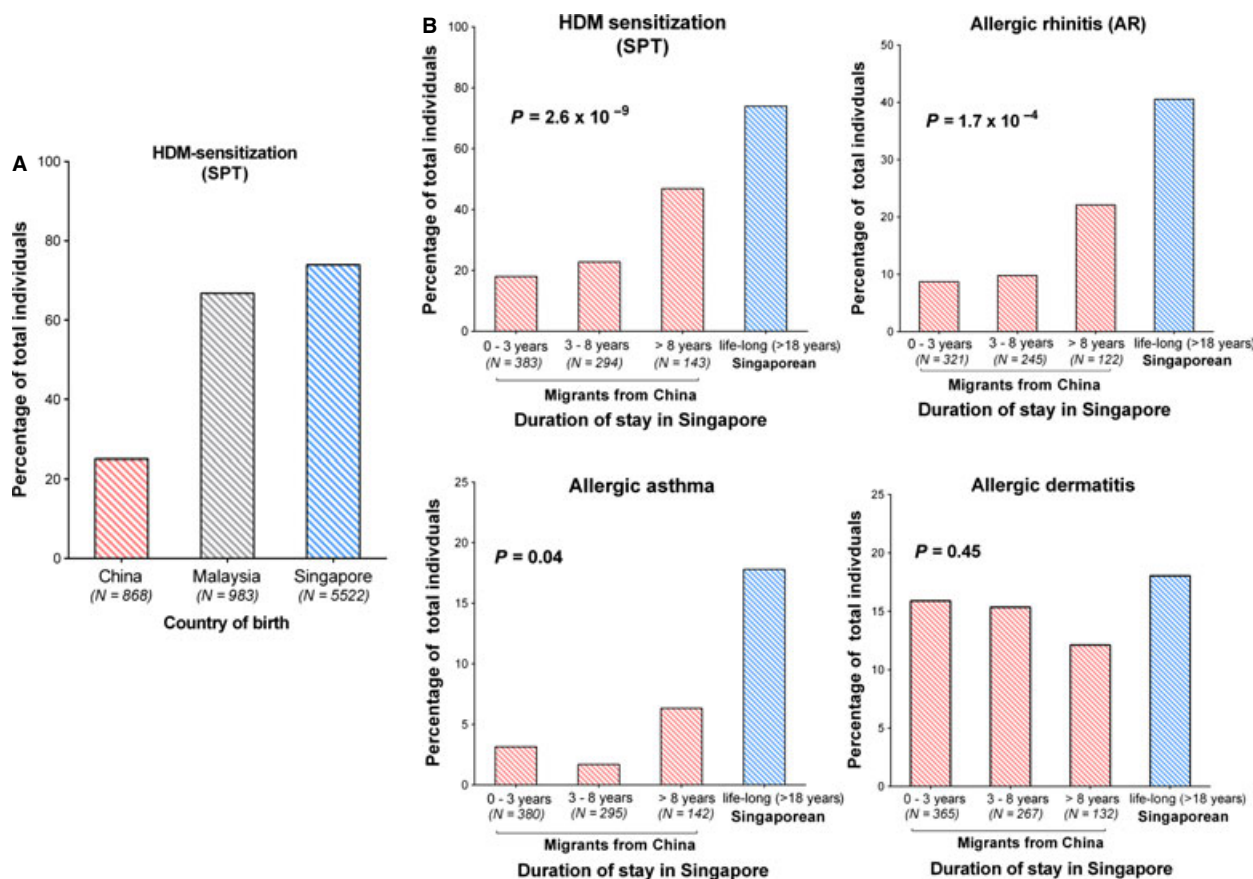 A
HDM-sensitization
(SPT)
Percentage of total individuals
100
80
60
40
20
0
China
(N = 868)
Malaysia
(N = 983)
Singapore
(N = 5522)
Country of birth
B
HDM sensitization
(SPT)
Percentage of total indivduals
100
80
60
40
20
0
P = 2.6 x 10 −9
0 - 3 years
(N = 383)
3 - 8 years
(N = 294)
> 8 years
(N = 143)
life-long (>18 years)
Singaporean
Migrants from China
Duration of stay in Singapore
Allergic rhinitis (AR)
Percentage of total indivduals
50
40
30
20
10
0
P = 1.7 x 10 −4
0 - 3 years
(N = 321)
3 - 8 years
(N = 245)
> 8 years
(N = 122)
life-long (>18 years)
Singaporean
Migrants from China
Duration of stay in Singapore
Allergic asthma
Percentage of total indivduals
25
20
15
10
5
0
P = 0.04
0 - 3 years
(N = 380)
3 - 8 years
(N = 295)
> 8 years
(N = 142)
life-long (>18 years)
Singaporean
Migrants from China
Duration of stay in Singapore
Allergic dermatitis
Percentage of total indivduals
25
20
15
10
5
0
P = 0.45
0 - 3 years
(N = 365)
3 - 8 years
(N = 267)
> 8 years
(N = 132)
life-long (>18 years)
Singaporean
Migrants from China
Duration of stay in Singapore